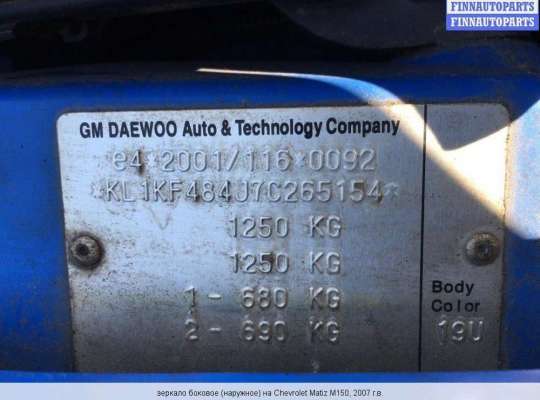 FINNAUTOPARTS
FINNAUTOPARTS
GM DAEWOO Auto & Technology Company
e4*2001/116*0092
*KL1KF484J7C265154*
1250 KG
1250 KG
1 - 680 KG
2 - 690 KG
Body
Color
19U
зеркало боковое (наружное) на Chevrolet Matiz M150, 2007 г.в.